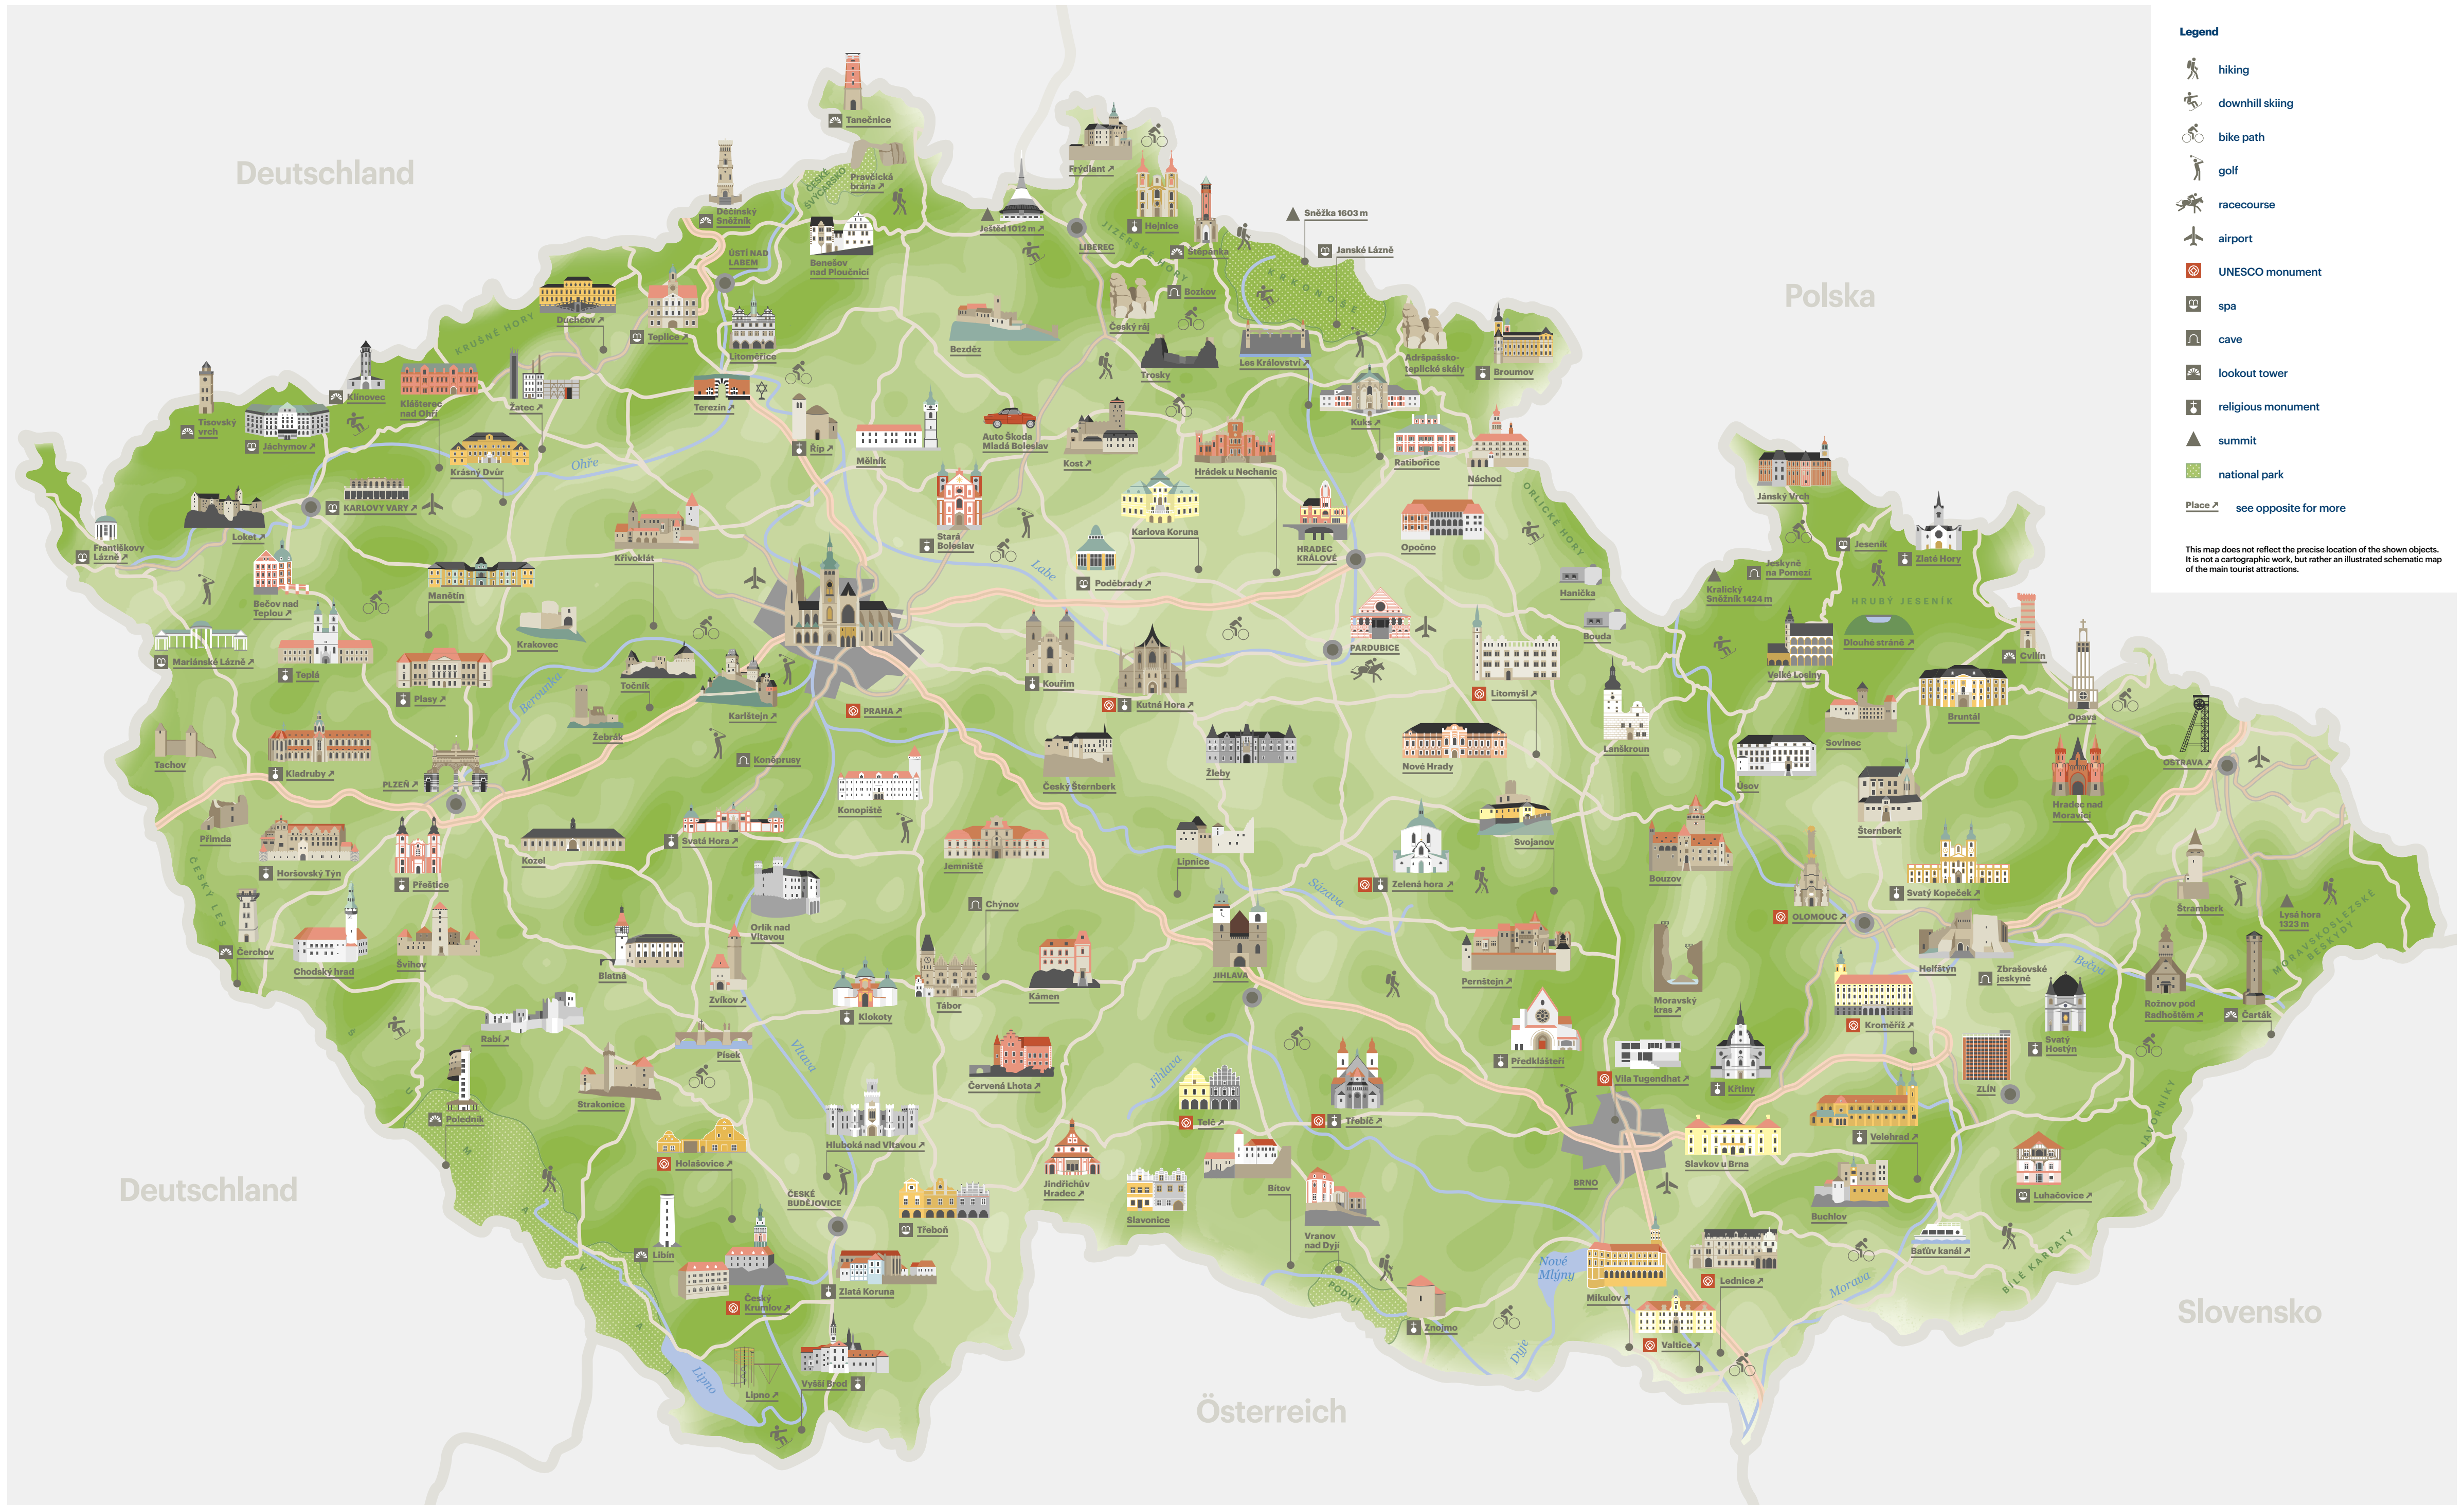 Legend
hiking
downhill skiing
bike path
golf
racecourse
airport
UNESCO monument
spa
cave
lookout tower
religious monument
summit
national park
Place ↗ see opposite for more
This map does not reflect the precise location of the shown objects.
It is not a cartographic work, but rather an illustrated schematic map
of the main tourist attractions.
Deutschland
Polska
Deutschland
Österreich
Slovensko
Tanečnice
Pravčická
brána ↗
ČESKÉ
ŠVÝCARSKO
Děčínský
Sněžník
ÚSTÍ NAD
LABEM
Benešov
nad Ploučnicí
Ještěd 1012 m ↗
LIBEREC
Frýdlant ↗
Hejnice
JIZERSKÉ HORY
Štěpánka
Sněžka 1603 m
Janské Lázně
KRKONOŠE
Bozkov
Český ráj
Bezděz
Trosky
Les Království ↗
Adršpašsko-
teplické skály
Broumov
Duchcov ↗
Teplice ↗
Litoměřice
KRUŠNÉ HORY
Klínovec
Klášterec
nad Ohří
Žatec ↗
Terezín ↗
Tisovský
vrch
Jáchymov ↗
Krásný Dvůr
Ohře
Říp ↗
Mělník
Auto Škoda
Mladá Boleslav
Kost ↗
Hrádek u Nechanic
Kuks ↗
Ratibořice
Náchod
ORLICKÉ HORY
Jánský Vrch
Loket ↗
KARLOVY VARY ↗
Františkovy
Lázně ↗
Křivoklát
Stará
Boleslav
Labe
Karlova Koruna
Poděbrady ↗
HRADEC
KRÁLOVÉ
Opočno
Hanička
Bouda
Jeseník
Zlaté Hory
Jeskyně
na Pomezí
Kralický
Sněžník 1424 m
HRUBÝ JESENÍK
Bečov nad
Teplou ↗
Manětín
Krakovec
Mariánské Lázně ↗
Teplá
Plasy ↗
Točník
Berounka
Žebrák
Karlštejn ↗
PRAHA ↗
Kouřim
Kutná Hora ↗
PARDUBICE
Litomyšl ↗
Velké Losiny
Dlouhé stráně ↗
Cvilín
Bruntál
Opava
Sovinec
Tachov
Kladruby ↗
PLZEŇ ↗
Koněprusy
Konopiště
Český Šternberk
Žleby
Nové Hrady
Lanškroun
Úsov
Šternberk
Hradec nad
Moravicí
OSTRAVA ↗
Přimda
Horšovský Týn
Přeštice
Kozel
Svatá Hora ↗
Jemniště
Lipnice
Zelená hora ↗
Svojanov
Bouzov
Svatý Kopeček ↗
OLOMOUC ↗
Štramberk
Lysá hora
1323 m
MORAVSKOSLEZSKÉ
BESKYDY
ČESKÝ LES
Čerchov
Chodský hrad
Švihov
Blatná
Orlík nad
Vltavou
Chýnov
Sázava
Zvíkov ↗
Klokoty
Tábor
Kámen
JIHLAVA
Pernštejn ↗
Moravský
kras ↗
Helfštýn
Zbrašovské
jeskyně
Bečva
Rožnov pod
Radhoštěm ↗
Čarták
Kroměříž ↗
Svatý
Hostýn
Rabí ↗
Písek
Vltava
Strakonice
Červená Lhota ↗
Jihlava
Předklášteří
Vila Tugendhat ↗
Křtiny
ZLÍN
Poledník
ŠUMAVA
Hluboká nad Vltavou ↗
Holašovice ↗
Telč ↗
Třebíč ↗
Velehrad ↗
Slavkov u Brna
JAVORNÍKY
Jindřichův
Hradec ↗
Bítov
BRNO
Luhačovice ↗
ČESKÉ
BUDĚJOVICE
Třeboň
Slavonice
Vranov
nad Dyjí
Buchlov
Libín
Český
Krumlov ↗
Zlatá Koruna
Nové
Mlýny
Lednice ↗
Baťův kanál ↗
BÍLÉ KARPATY
Morava
PODYJÍ
Znojmo
Mikulov ↗
Valtice ↗
Dyje
Lipno
Lipno ↗
Vyšší Brod